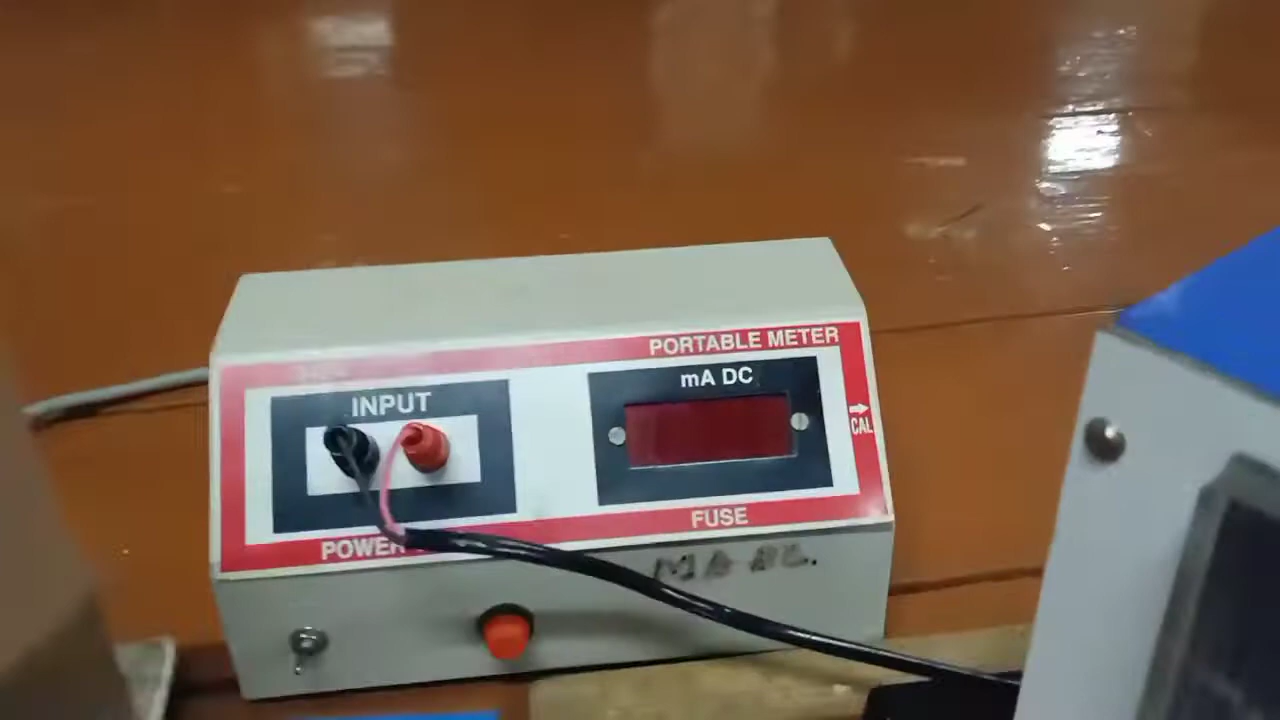 PORTABLE METER
mA DC
INPUT
CAL
FUSE
POWER